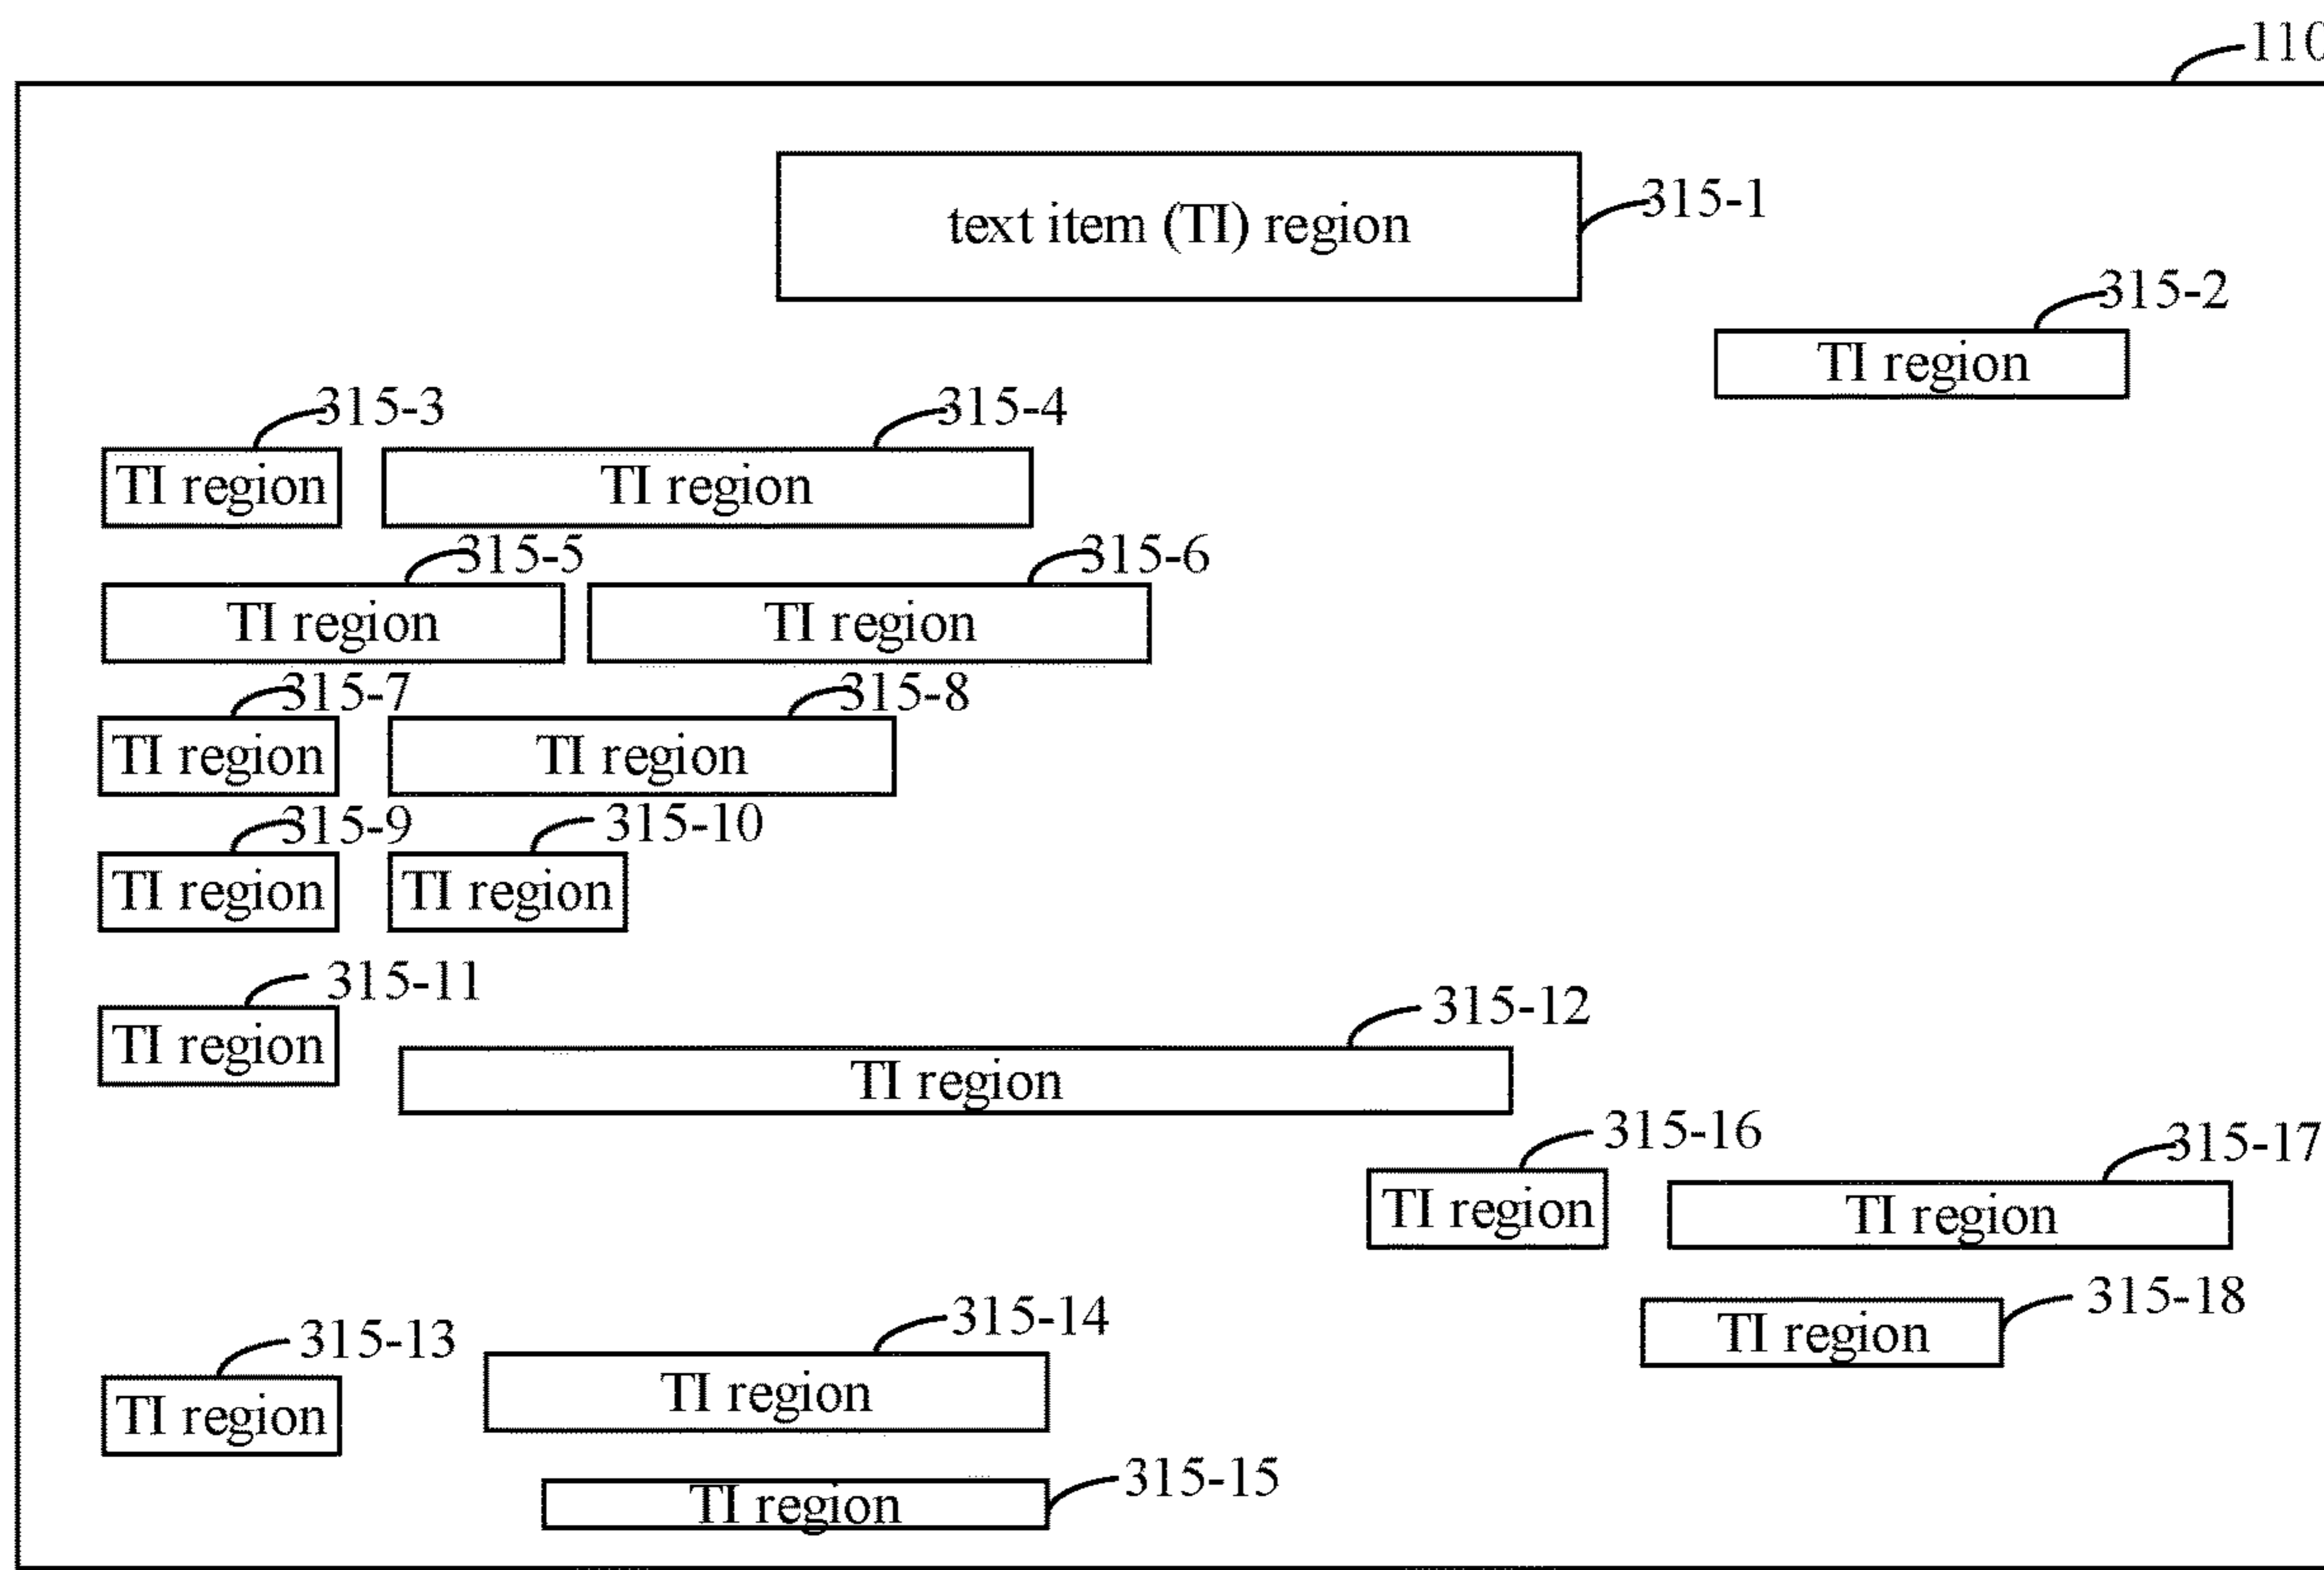 110
text item (TI) region 315-1
315-2
TI region
315-3 315-4
TI region TI region
315-5 315-6
TI region TI region
315-7 315-8
TI region TI region
315-9 315-10
TI region TI region
315-11 315-12
TI region TI region
315-16 315-17
TI region TI region
315-18
TI region
315-13 315-14
TI region TI region
315-15
TI region